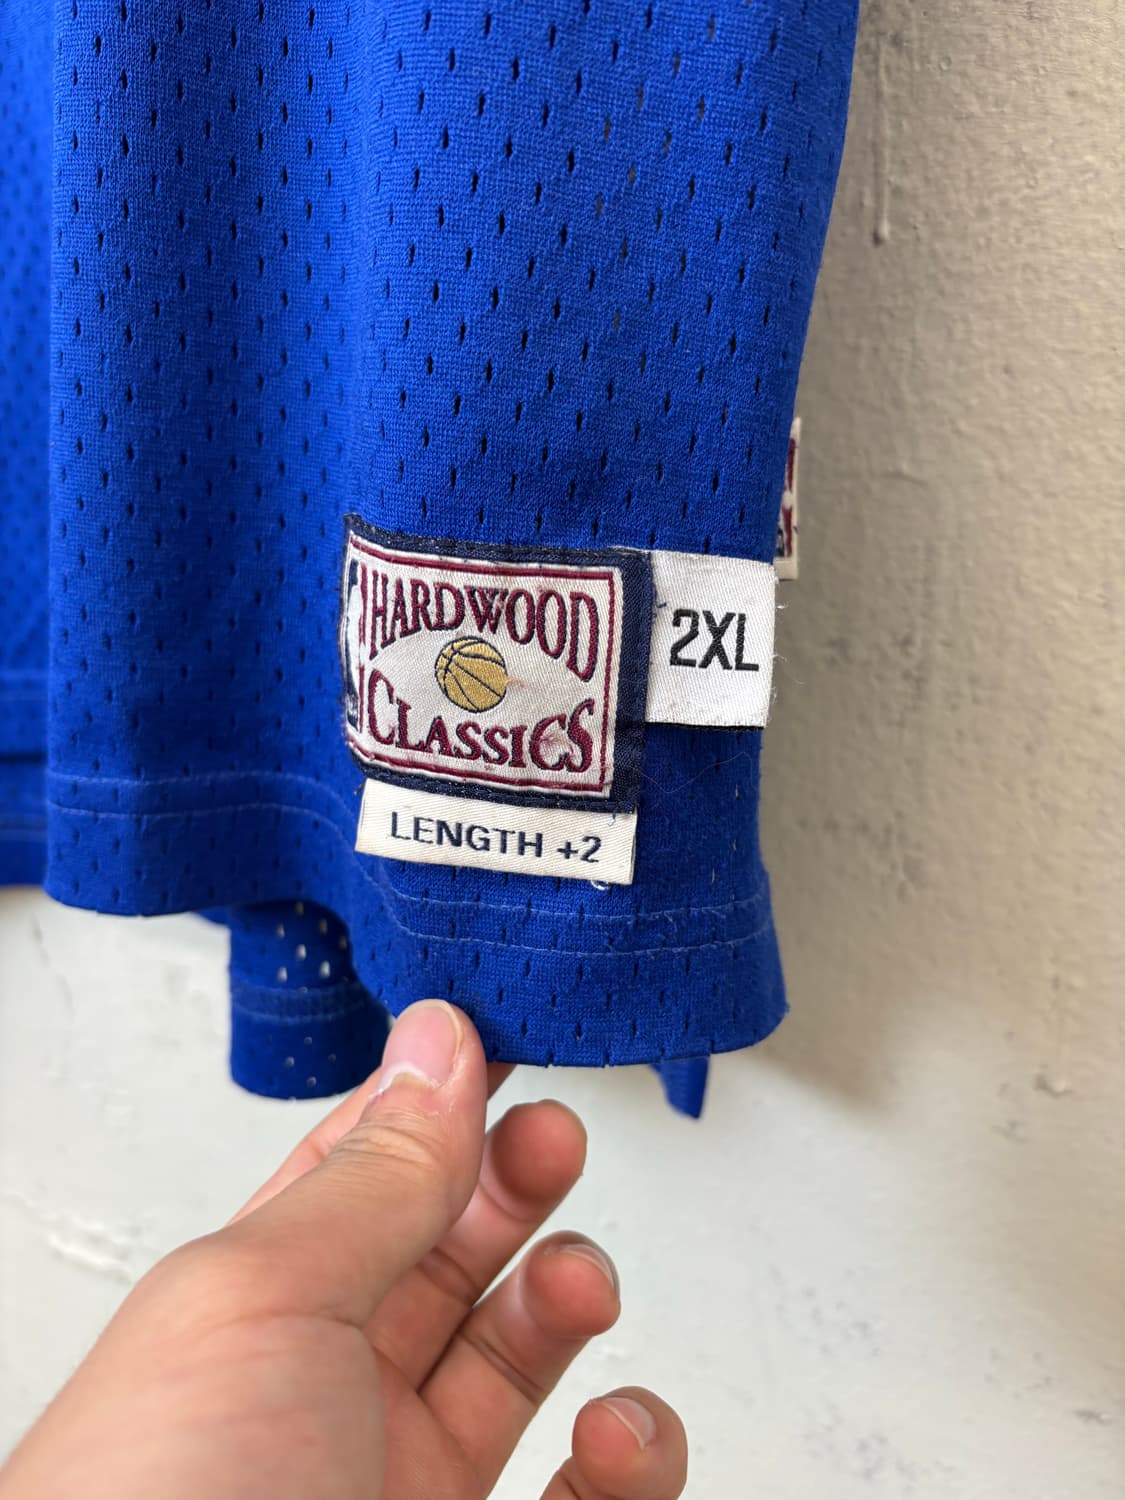 HARDWOOD
CLASSICS
2XL
LENGTH +2